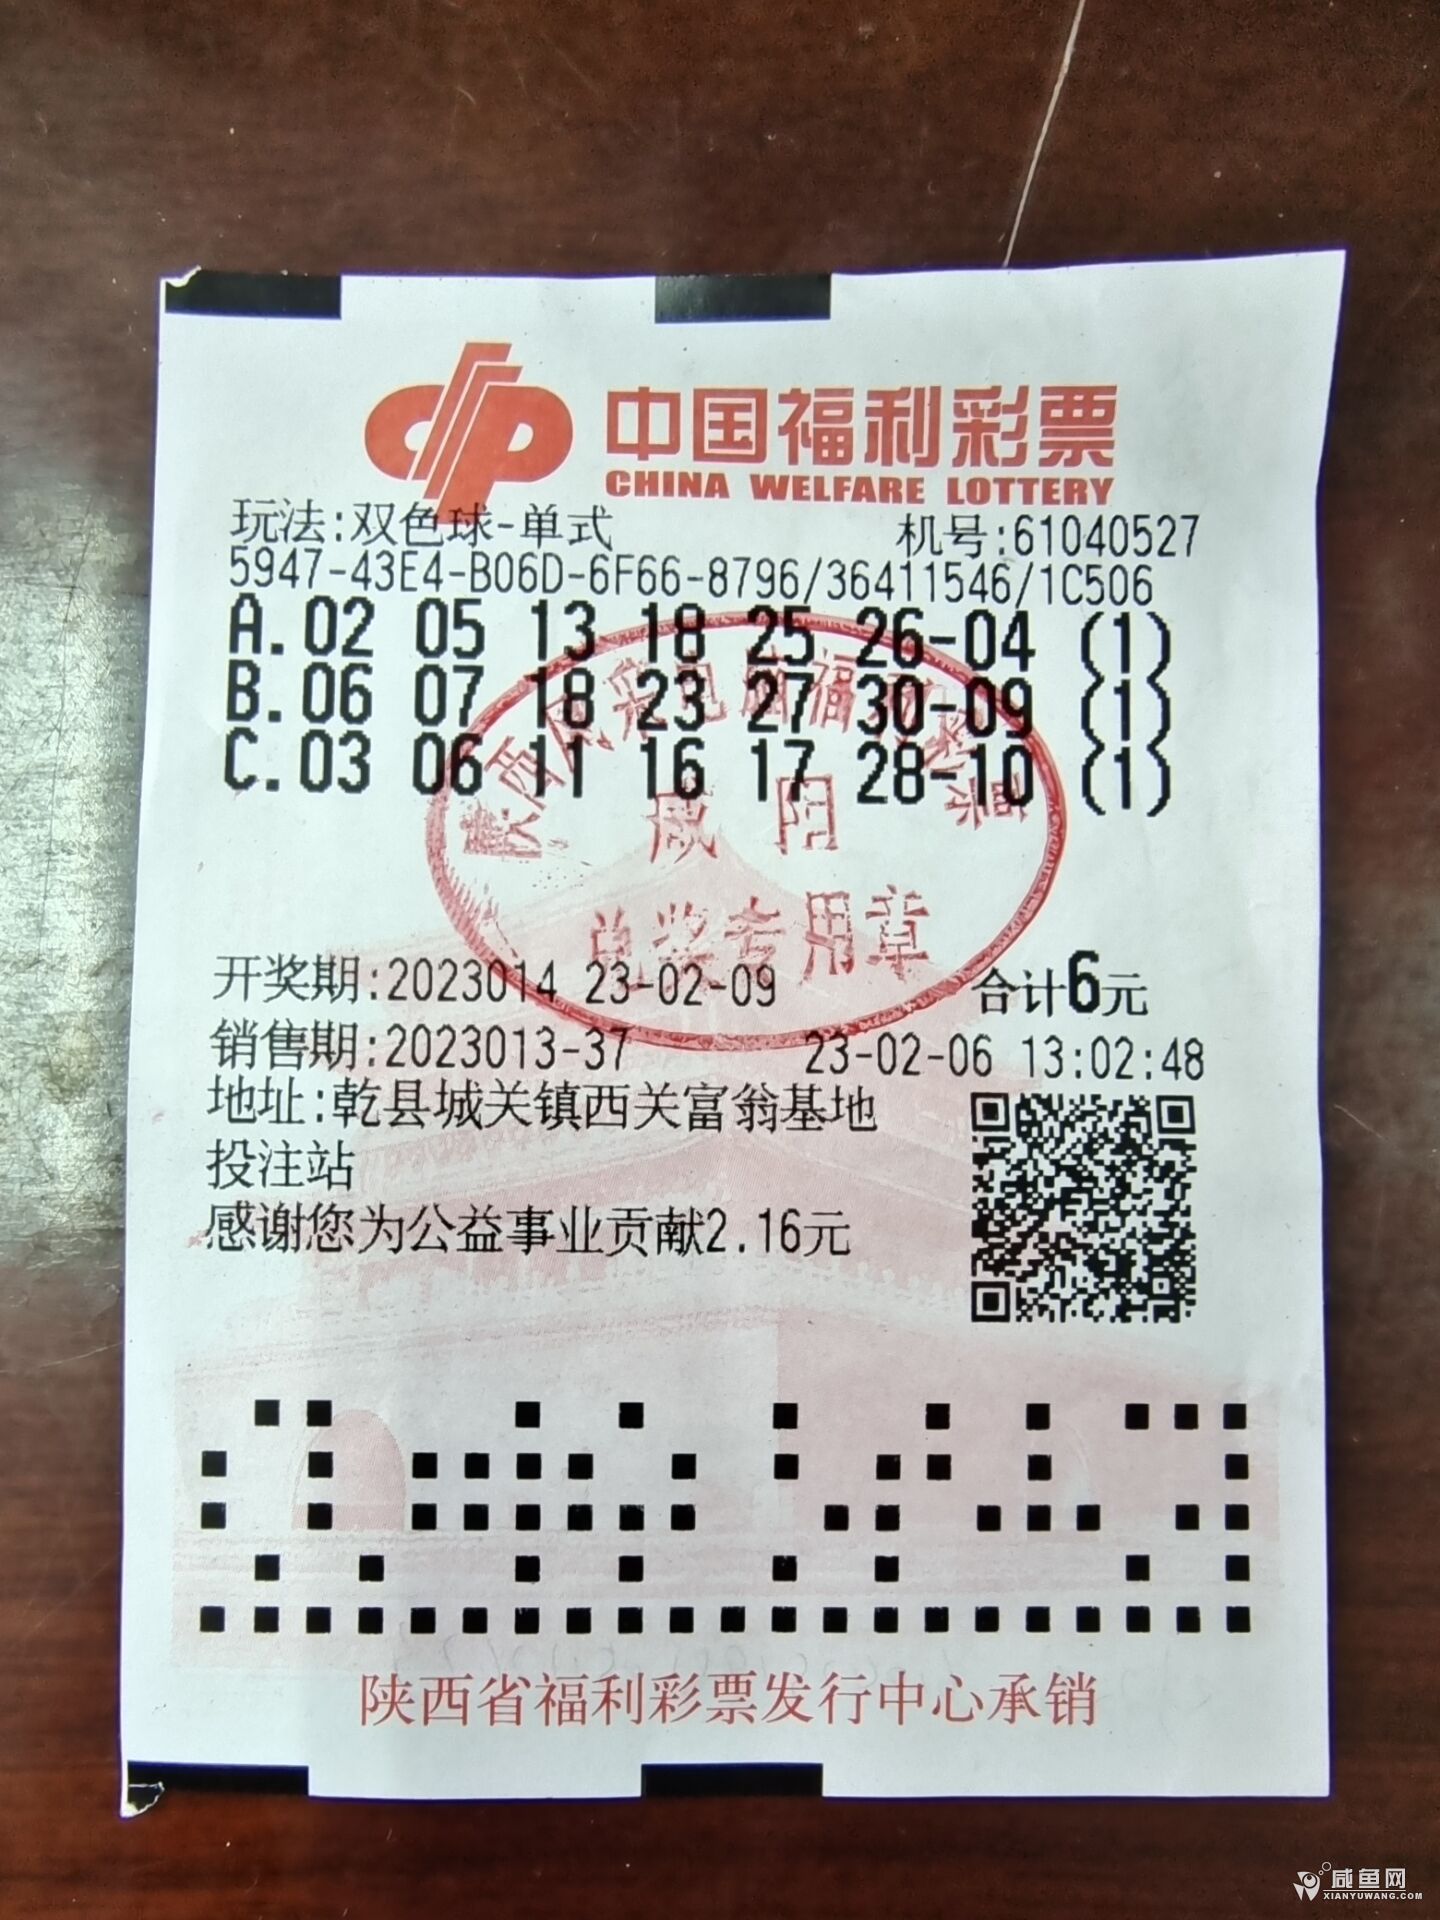 中国福利彩票
CHINA WELFARE LOTTERY
玩法:双色球-单式 机号:61040527
5947-43E4-B06D-6F66-8796/36411546/1C506
A.02 05 13 18 25 26-04 (1)
B.06 07 18 23 27 30-09 (1)
C.03 06 11 16 17 28-10 (1)
咸阳
兑奖专用章
开奖期:2023014 23-02-09 合计6元
销售期:2023013-37 23-02-06 13:02:48
地址:乾县城关镇西关富翁基地
投注站
感谢您为公益事业贡献2.16元
陕西省福利彩票发行中心承销
咸鱼网
XIANYUWANG.COM